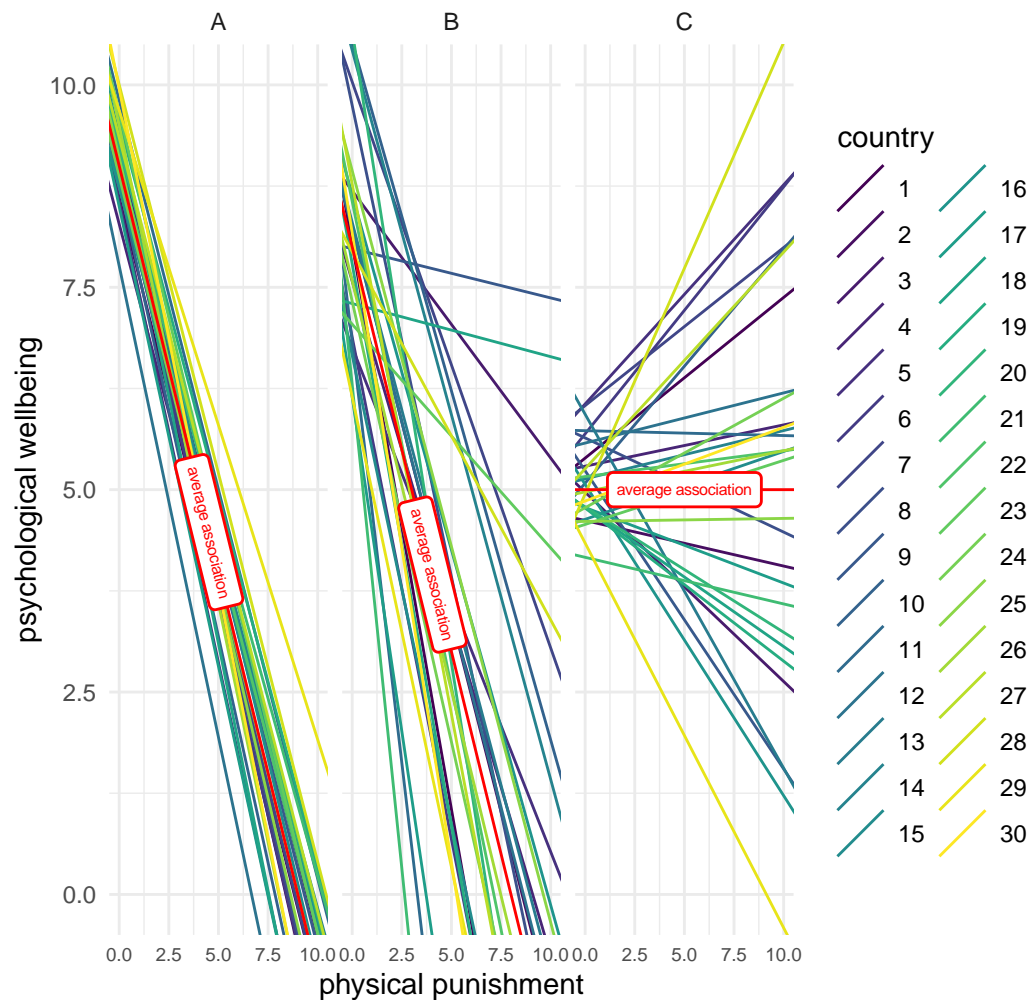 A B C
psychological wellbeing
10.0
7.5
5.0
2.5
0.0
average association
average association
average association
0.0 2.5 5.0 7.5 10.0 0.0 2.5 5.0 7.5 10.0 0.0 2.5 5.0 7.5 10.0
physical punishment
country
1 16
2 17
3 18
4 19
5 20
6 21
7 22
8 23
9 24
10 25
11 26
12 27
13 28
14 29
15 30